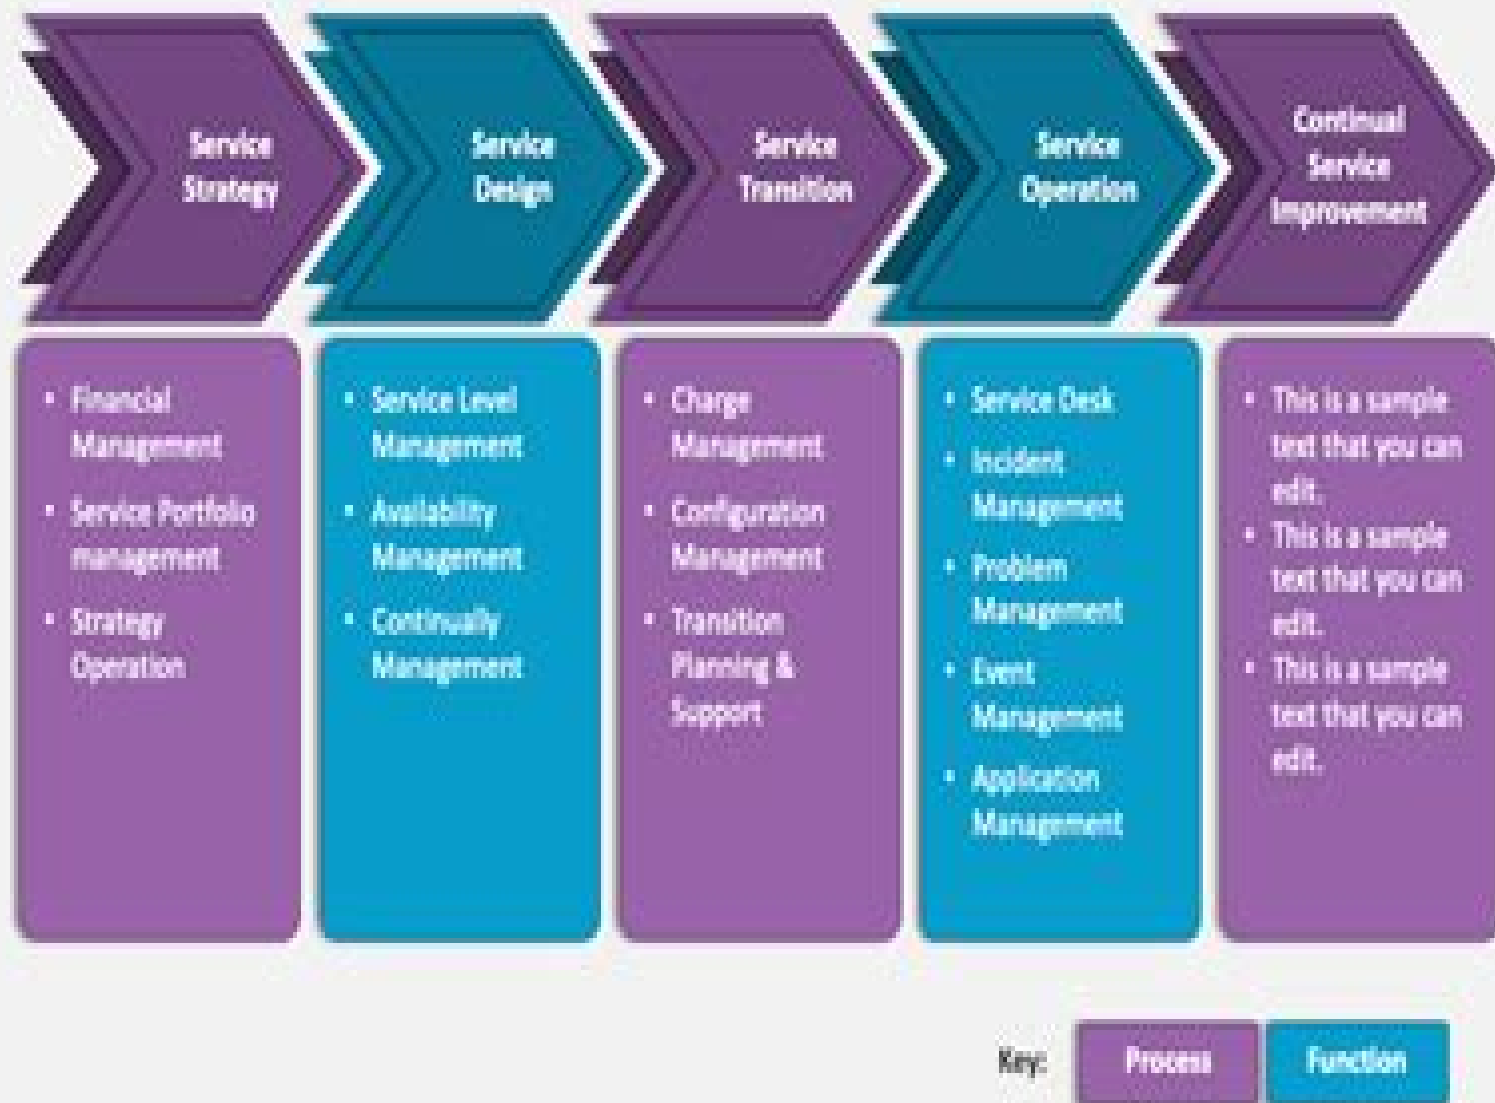 Service
Strategy
Service
Design
Service
Transition
Service
Operation
Continual
Service
Improvement
• Financial
Management
• Service Portfolio
management
• Strategy
Operation
• Service Level
Management
• Availability
Management
• Continually
Management
• Charge
Management
• Configuration
Management
• Transition
Planning &
Support
• Service Desk
• Incident
Management
• Problem
Management
• Event
Management
• Application
Management
• This is a sample
text that you can
edit.
• This is a sample
text that you can
edit.
• This is a sample
text that you can
edit.
Key:
Process
Function